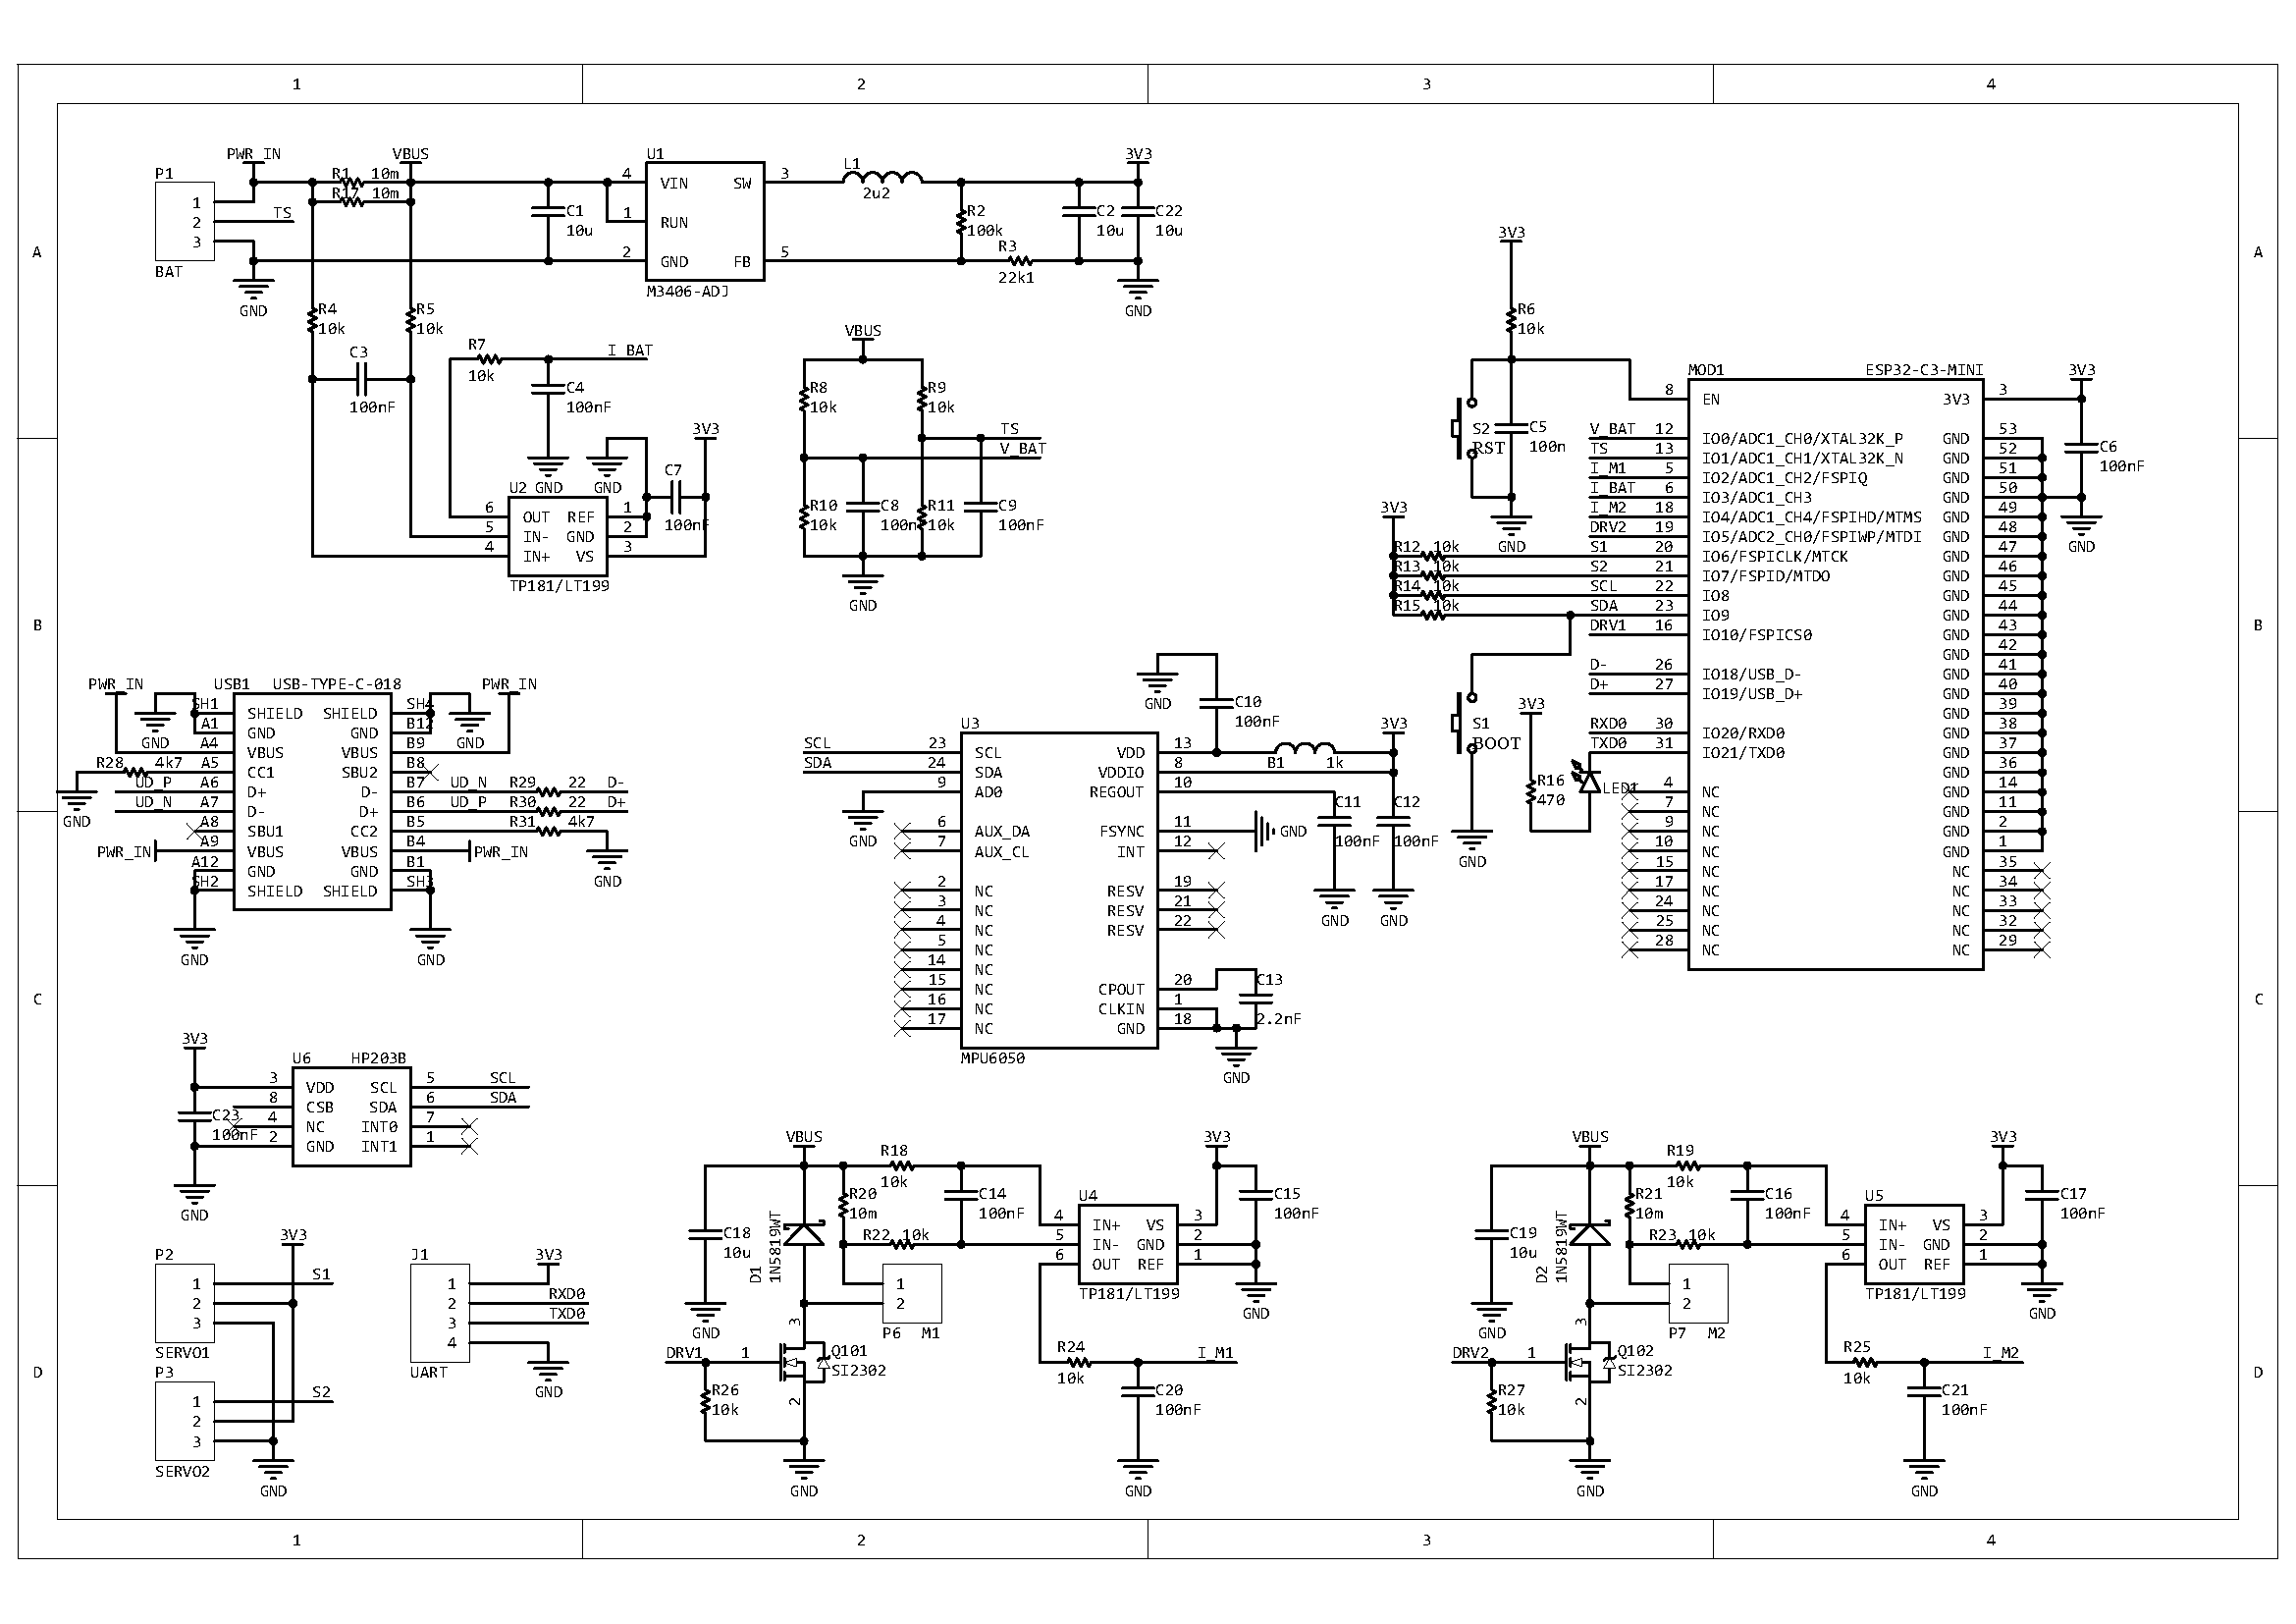 1 2 3 4
A A
B B
C C
D D
1 2 3 4
P1
1
2
3
BAT
PWR_IN
TS
GND
R1 10m
R17 10m
VBUS
C1
10u
U1
4 VIN SW 3
1 RUN
2 GND FB 5
M3406-ADJ
L1
2u2
R2
100k
R3
22k1
C2
10u
C22
10u
3V3
GND
R4
10k
R5
10k
C3
100nF
R7
10k
I_BAT
C4
100nF
GND
GND
3V3
C7
100nF
U2
6 OUT REF 1
5 IN- GND 2
4 IN+ VS 3
TP181/LT199
VBUS
R8
10k
R9
10k
TS
V_BAT
R10
10k
C8
100nF
R11
10k
C9
100nF
GND
3V3
R6
10k
S2
RST
C5
100n
GND
3V3
R12 10k S1
R13 10k S2
R14 10k SCL
R15 10k SDA
S1
BOOT
GND
3V3
R16
470
LED1
MOD1 ESP32-C3-MINI
8 EN
V_BAT 12 IO0/ADC1_CH0/XTAL32K_P
TS 13 IO1/ADC1_CH1/XTAL32K_N
I_M1 5 IO2/ADC1_CH2/FSPIQ
I_BAT 6 IO3/ADC1_CH3
I_M2 18 IO4/ADC1_CH4/FSPIHD/MTMS
DRV2 19 IO5/ADC2_CH0/FSPIWP/MTDI
20 IO6/FSPICLK/MTCK
21 IO7/FSPID/MTDO
22 IO8
23 IO9
DRV1 16 IO10/FSPICS0
D- 26 IO18/USB_D-
D+ 27 IO19/USB_D+
RXD0 30 IO20/RXD0
TXD0 31 IO21/TXD0
4 NC
7 NC
9 NC
10 NC
15 NC
17 NC
24 NC
25 NC
28 NC
3V3 3
GND 53
GND 52
GND 51
GND 50
GND 49
GND 48
GND 47
GND 46
GND 45
GND 44
GND 43
GND 42
GND 41
GND 40
GND 39
GND 38
GND 37
GND 36
GND 14
GND 11
GND 2
GND 1
NC 35
NC 34
NC 33
NC 32
NC 29
3V3
C6
100nF
GND
USB1 USB-TYPE-C-018
PWR_IN
PWR_IN
GND
GND
SH1 SHIELD SHIELD SH4
A1 GND GND B12
A4 VBUS VBUS B9
R28 4k7 A5 CC1 SBU2 B8
UD_P A6 D+ D- B7 UD_N R29 22 D-
UD_N A7 D- D+ B6 UD_P R30 22 D+
A8 SBU1 CC2 B5 R31 4k7
PWR_IN A9 VBUS VBUS B4 PWR_IN
A12 GND GND B1
SH2 SHIELD SHIELD SH3
GND
GND
GND
GND
U3
SCL 23 SCL VDD 13
SDA 24 SDA VDDIO 8
9 AD0 REGOUT 10
6 AUX_DA FSYNC 11 GND
7 AUX_CL INT 12
2 NC RESV 19
3 NC RESV 21
4 NC RESV 22
5 NC
14 NC
15 NC CPOUT 20
16 NC CLKIN 1
17 NC GND 18
MPU6050
GND
GND
C10
100nF
B1 1k
3V3
C11
100nF
C12
100nF
GND
GND
C13
2.2nF
GND
3V3
U6 HP203B
3 VDD SCL 5 SCL
8 CSB SDA 6 SDA
4 NC INT0 7
2 GND INT1 1
C23
100nF
GND
P2
1 S1
2
3
SERVO1
3V3
P3
1 S2
2
3
SERVO2
GND
J1
1 3V3
2 RXD0
3 TXD0
4
UART
GND
VBUS
C18
10u
GND
D1
1N5819WT
R20
10m
R18
10k
R22 10k
C14
100nF
1
2
P6 M1
U4
4 IN+ VS 3
5 IN- GND 2
6 OUT REF 1
TP181/LT199
3V3
C15
100nF
GND
DRV1 1
3
2
Q101
SI2302
R26
10k
GND
R24
10k
I_M1
C20
100nF
GND
VBUS
C19
10u
GND
D2
1N5819WT
R21
10m
R19
10k
R23 10k
C16
100nF
1
2
P7 M2
U5
4 IN+ VS 3
5 IN- GND 2
6 OUT REF 1
TP181/LT199
3V3
C17
100nF
GND
DRV2 1
3
2
Q102
SI2302
R27
10k
GND
R25
10k
I_M2
C21
100nF
GND